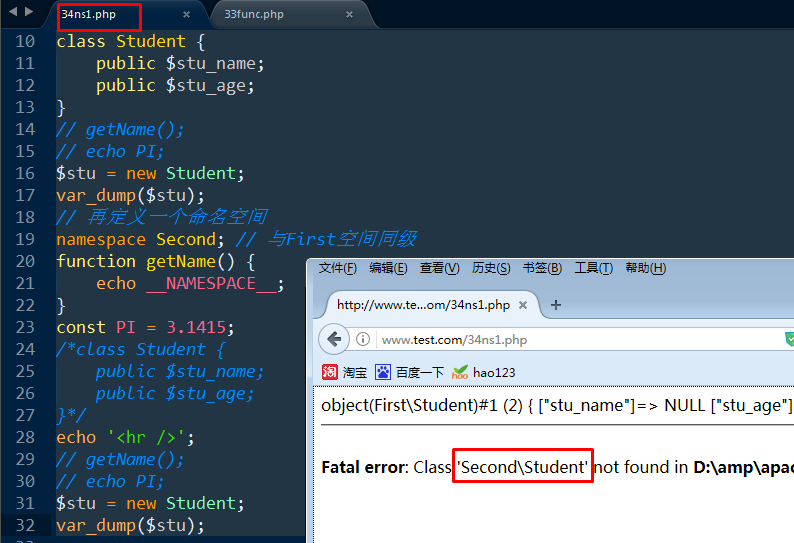 34ns1.php × 33func.php ×
10 class Student {
11 public $stu_name;
12 public $stu_age;
13 }
14 // getName();
15 // echo PI;
16 $stu = new Student;
17 var_dump($stu);
18 // 再定义一个命名空间
19 namespace Second; // 与First空间同级
20 function getName() {
21 echo __NAMESPACE__;
22 }
23 const PI = 3.1415;
24 /*class Student {
25 public $stu_name;
26 public $stu_age;
27 }*/
28 echo '<hr />';
29 // getName();
30 // echo PI;
31 $stu = new Student;
32 var_dump($stu);
文件(F) 编辑(E) 查看(V) 历史(S) 书签(B) 工具(T) 帮助(H)
http://www.te...om/34ns1.php × +
www.test.com/34ns1.php
淘 淘宝 百度一下 hao123
object(First\Student)#1 (2) { ["stu_name"]=> NULL ["stu_age"]
Fatal error: Class 'Second\Student' not found in D:\amp\apac